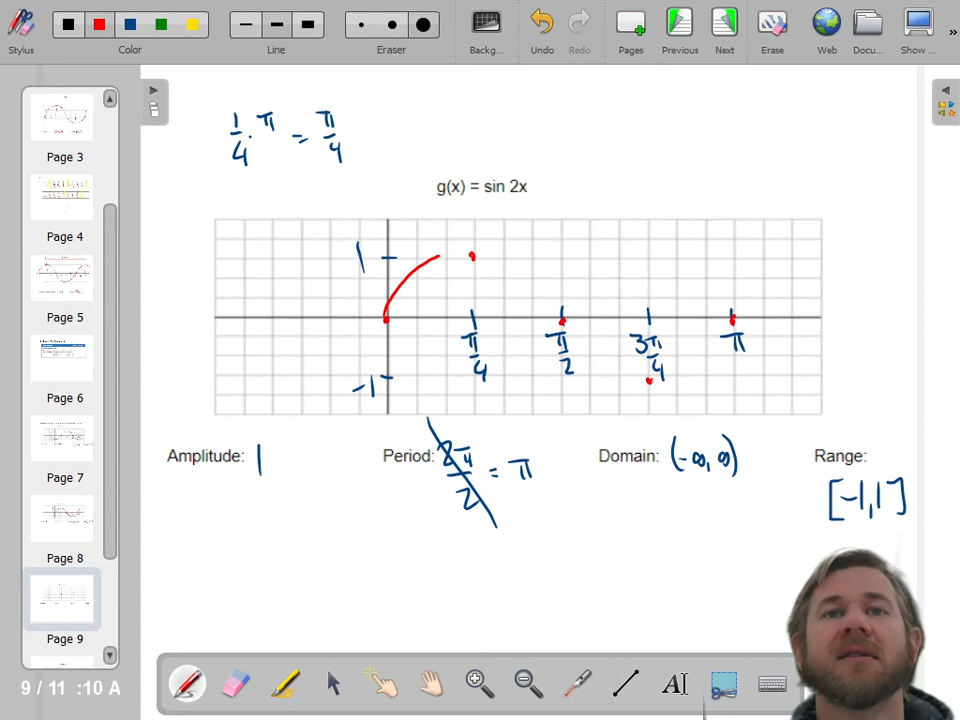 Stylus
Color
Line
Eraser
Backg...
Undo
Redo
Pages
Previous
Next
Erase
Web
Docu...
Show ...
»
Page 3
Page 4
Page 5
Page 6
Page 7
Page 8
Page 9
9 / 11
:10 A
1/4 · π = π/4
g(x) = sin 2x
1
-1
π/4
π/2
3π/4
π
Amplitude: 1
Period: 2π/2 = π
Domain: (-∞, ∞)
Range:
[-1, 1]
A